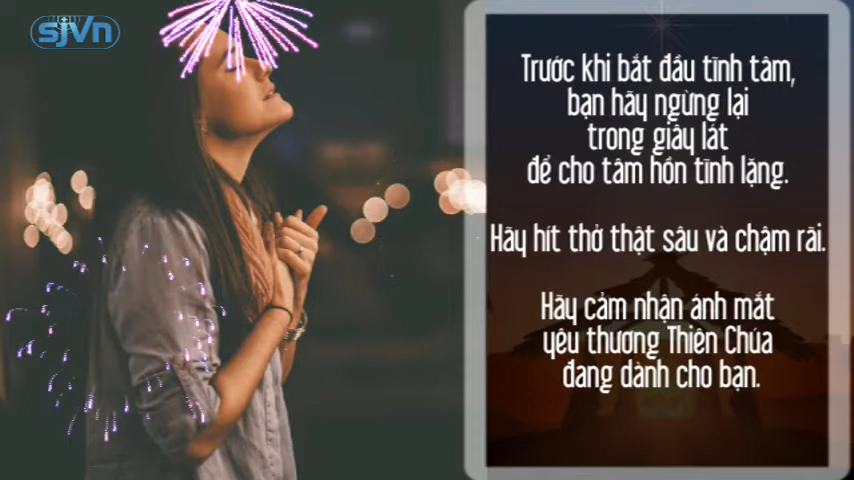 sjvn
Trước khi bắt đầu tĩnh tâm,
bạn hãy ngừng lại
trong giây lát
để cho tâm hồn tĩnh lặng.
Hãy hít thở thật sâu và chậm rãi.
Hãy cảm nhận ánh mắt
yêu thương Thiên Chúa
đang dành cho bạn.